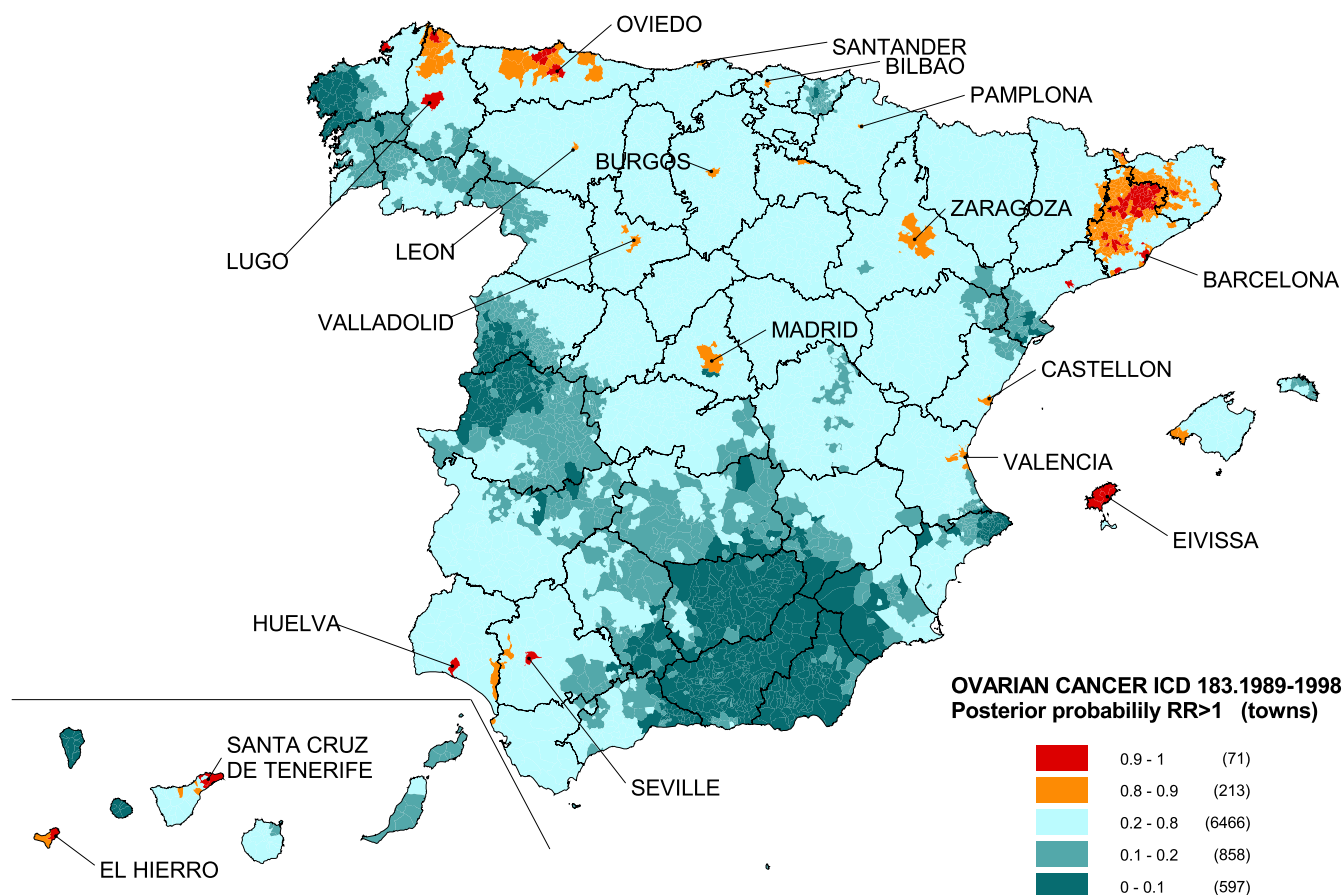 OVIEDO
SANTANDER
BILBAO
PAMPLONA
BURGOS
ZARAGOZA
LEON
LUGO
BARCELONA
VALLADOLID
MADRID
CASTELLON
VALENCIA
EIVISSA
HUELVA
SEVILLE
SANTA CRUZ
DE TENERIFE
EL HIERRO
OVARIAN CANCER ICD 183.1989-1998
Posterior probabilily RR>1 (towns)
0.9 - 1 (71)
0.8 - 0.9 (213)
0.2 - 0.8 (6466)
0.1 - 0.2 (858)
0 - 0.1 (597)